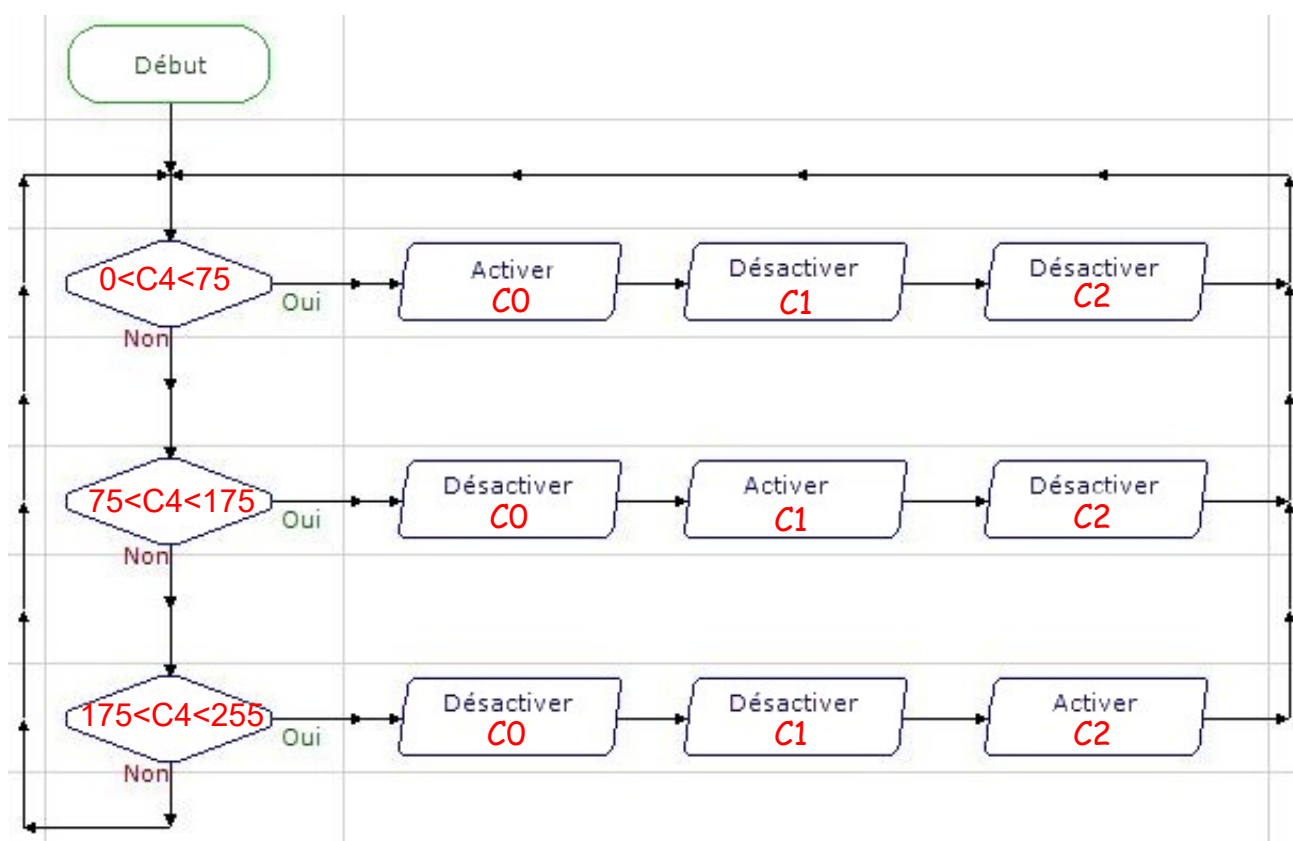 Début
0<C4<75
Oui
Non
Activer
C0
Désactiver
C1
Désactiver
C2
75<C4<175
Oui
Non
Désactiver
C0
Activer
C1
Désactiver
C2
175<C4<255
Oui
Non
Désactiver
C0
Désactiver
C1
Activer
C2